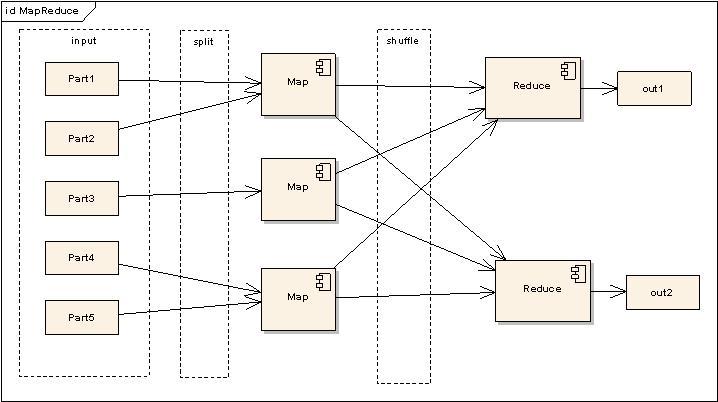 id MapReduce
input
split
shuffle
Part1
Part2
Part3
Part4
Part5
Map
Map
Map
Reduce
Reduce
out1
out2